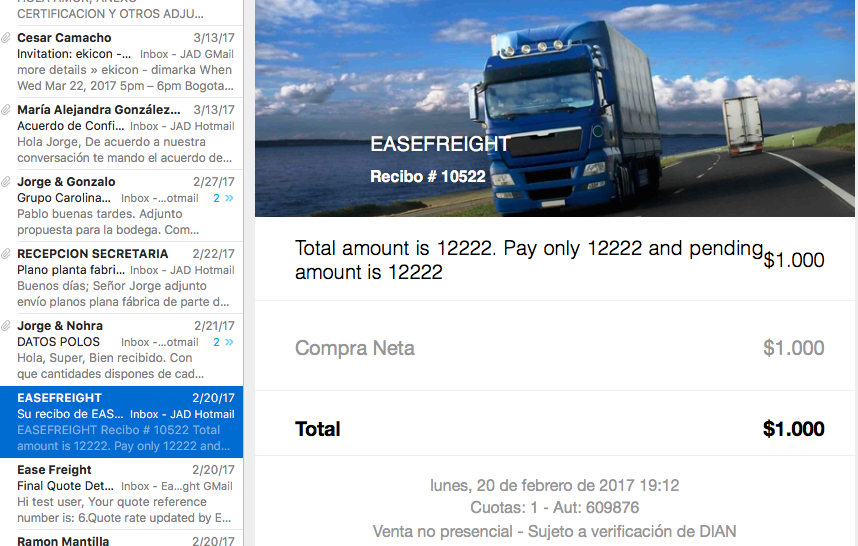 HOLA AMOR, ANEXO
CERTIFICACION Y OTROS ADJU...
Cesar Camacho 3/13/17
Invitation: ekicon -... Inbox - JAD GMail
more details » ekicon - dimarka When
Wed Mar 22, 2017 5pm – 6pm Bogota...
María Alejandra González... 3/13/17
Acuerdo de Confi... Inbox - JAD Hotmail
Hola Jorge, De acuerdo a nuestra
conversación te mando el acuerdo de...
Jorge & Gonzalo 2/27/17
Grupo Carolina... Inbox -...otmail 2 »
Pablo buenas tardes. Adjunto
propuesta para la bodega. Com...
RECEPCION SECRETARIA 2/22/17
Plano planta fabri... Inbox - JAD Hotmail
Buenos días; Señor Jorge adjunto
envío planos plana fábrica de parte d...
Jorge & Nohra 2/21/17
DATOS POLOS Inbox -...otmail 2 »
Hola, Super, Bien recibido. Con
que cantidades dispones de cad...
EASEFREIGHT 2/20/17
Su recibo de EAS... Inbox - JAD Hotmail
EASEFREIGHT Recibo # 10522 Total
amount is 12222. Pay only 12222 and...
Ease Freight 2/20/17
Final Quote Det... Inbox - Ea...ght GMail
Hi test user, Your quote reference
number is: 6.Quote rate updated by E...
Ramon Mantilla 2/20/17
EASEFREIGHT
Recibo # 10522
Total amount is 12222. Pay only 12222 and pending
amount is 12222 $1.000
Compra Neta $1.000
Total $1.000
lunes, 20 de febrero de 2017 19:12
Cuotas: 1 - Aut: 609876
Venta no presencial - Sujeto a verificación de DIAN